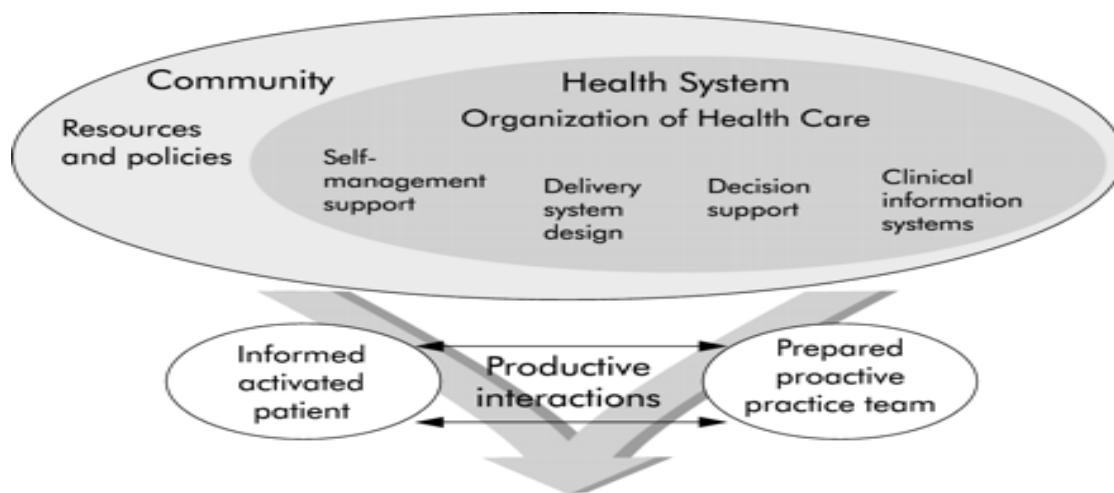 Community
Resources
and policies
Health System
Organization of Health Care
Self-
management
support
Delivery
system
design
Decision
support
Clinical
information
systems
Informed
activated
patient
Productive
interactions
Prepared
proactive
practice team